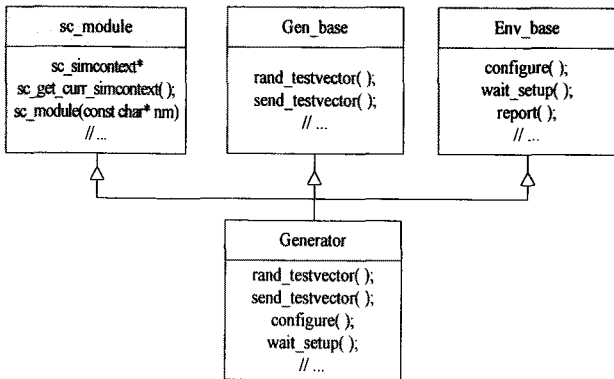 sc_module
sc_simcontext*
sc_get_curr_simcontext( );
sc_module(const char* nm)
// ...
Gen_base
rand_testvector( );
send_testvector( );
// ...
Env_base
configure( );
wait_setup( );
report( );
// ...
Generator
rand_testvector( );
send_testvector( );
configure( );
wait_setup( );
// ...